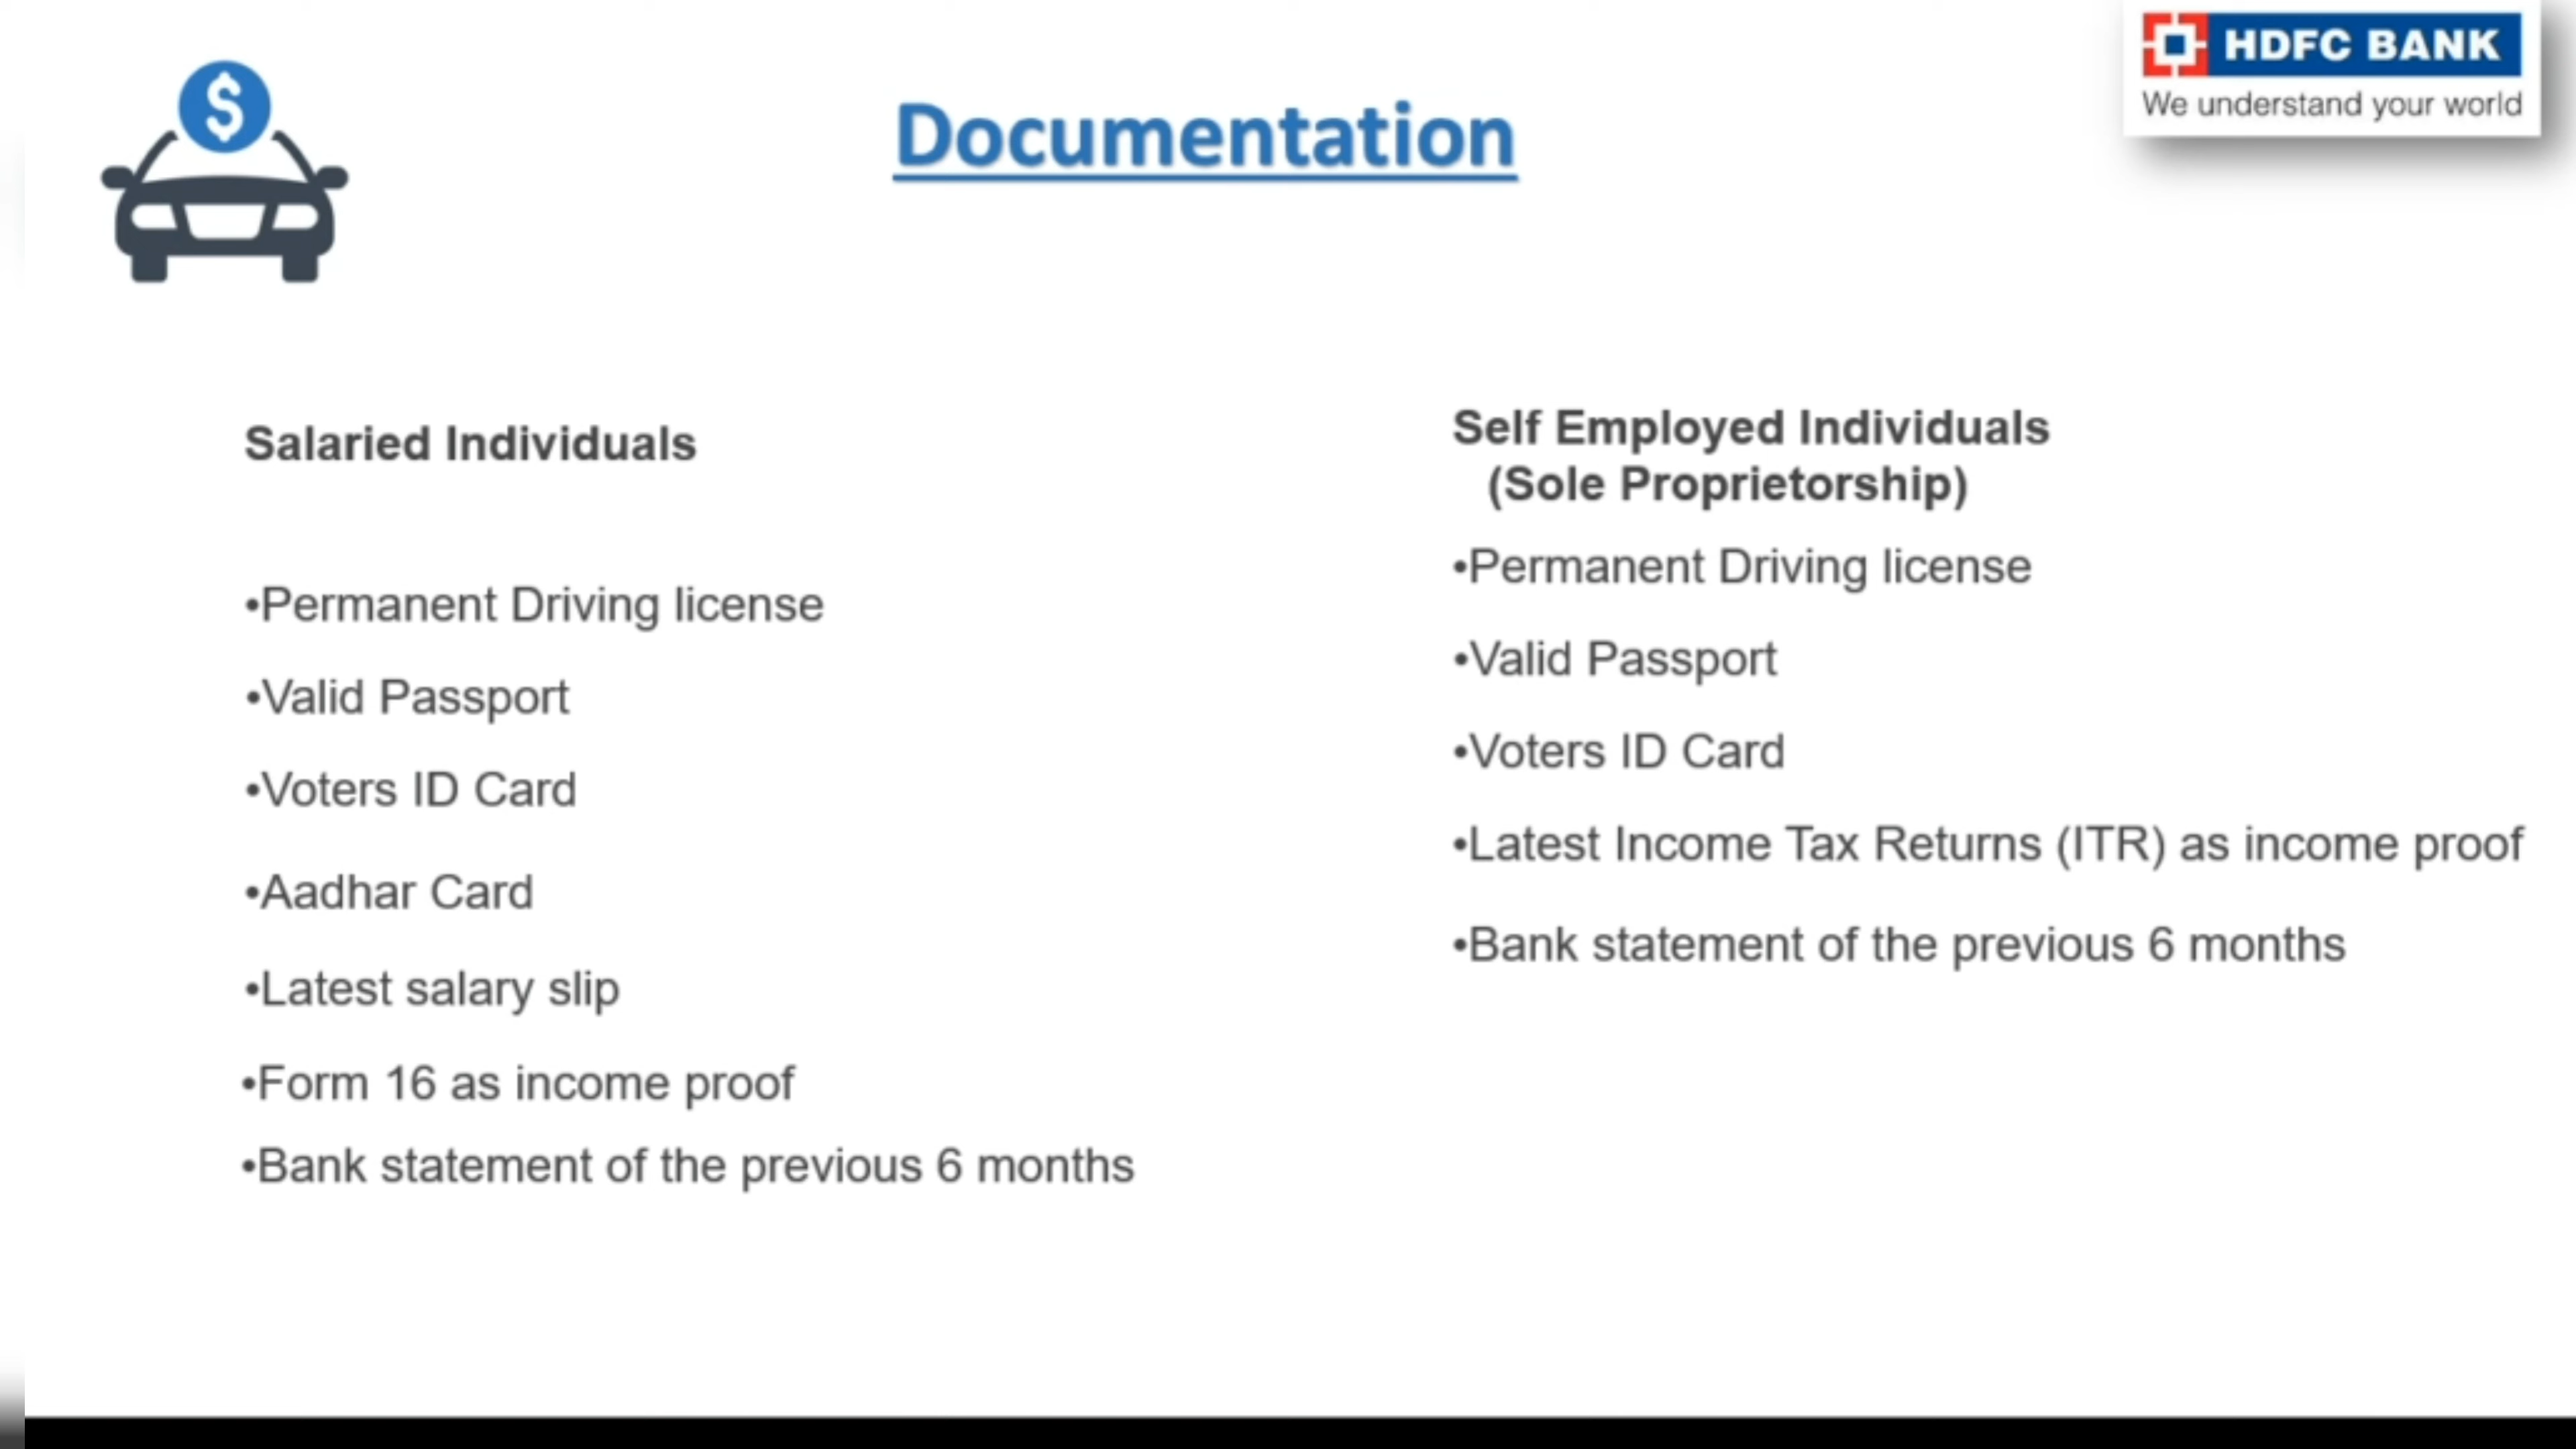 $
HDFC BANK
We understand your world
Documentation
Salaried Individuals
•Permanent Driving license
•Valid Passport
•Voters ID Card
•Aadhar Card
•Latest salary slip
•Form 16 as income proof
•Bank statement of the previous 6 months
Self Employed Individuals
(Sole Proprietorship)
•Permanent Driving license
•Valid Passport
•Voters ID Card
•Latest Income Tax Returns (ITR) as income proof
•Bank statement of the previous 6 months